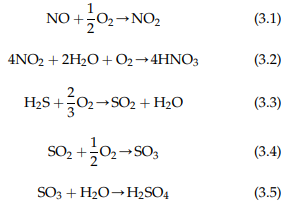 NO + 1/2 O₂ → NO₂ (3.1)
4NO₂ + 2H₂O + O₂ → 4HNO₃ (3.2)
H₂S + 2/3 O₂ → SO₂ + H₂O (3.3)
SO₂ + 1/2 O₂ → SO₃ (3.4)
SO₃ + H₂O → H₂SO₄ (3.5)